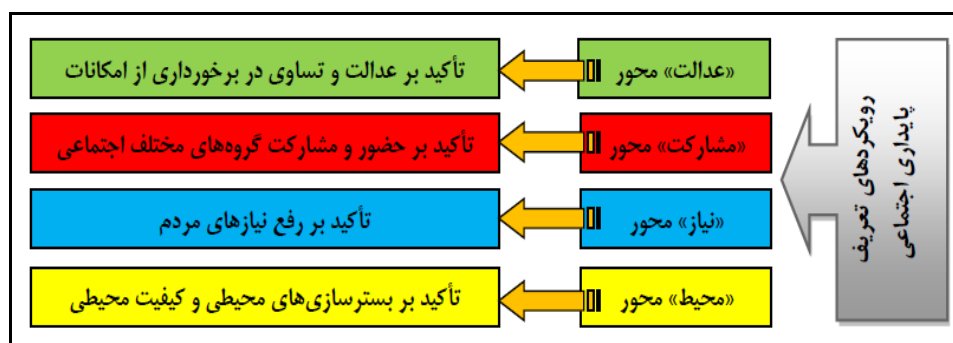 رویکردهای تعریف
پایداری اجتماعی
«عدالت» محور
تأکید بر عدالت و تساوی در برخورداری از امکانات
«مشارکت» محور
تأکید بر حضور و مشارکت گروه‌های مختلف اجتماعی
«نیاز» محور
تأکید بر رفع نیازهای مردم
«محیط» محور
تأکید بر بسترسازی‌های محیطی و کیفیت محیطی